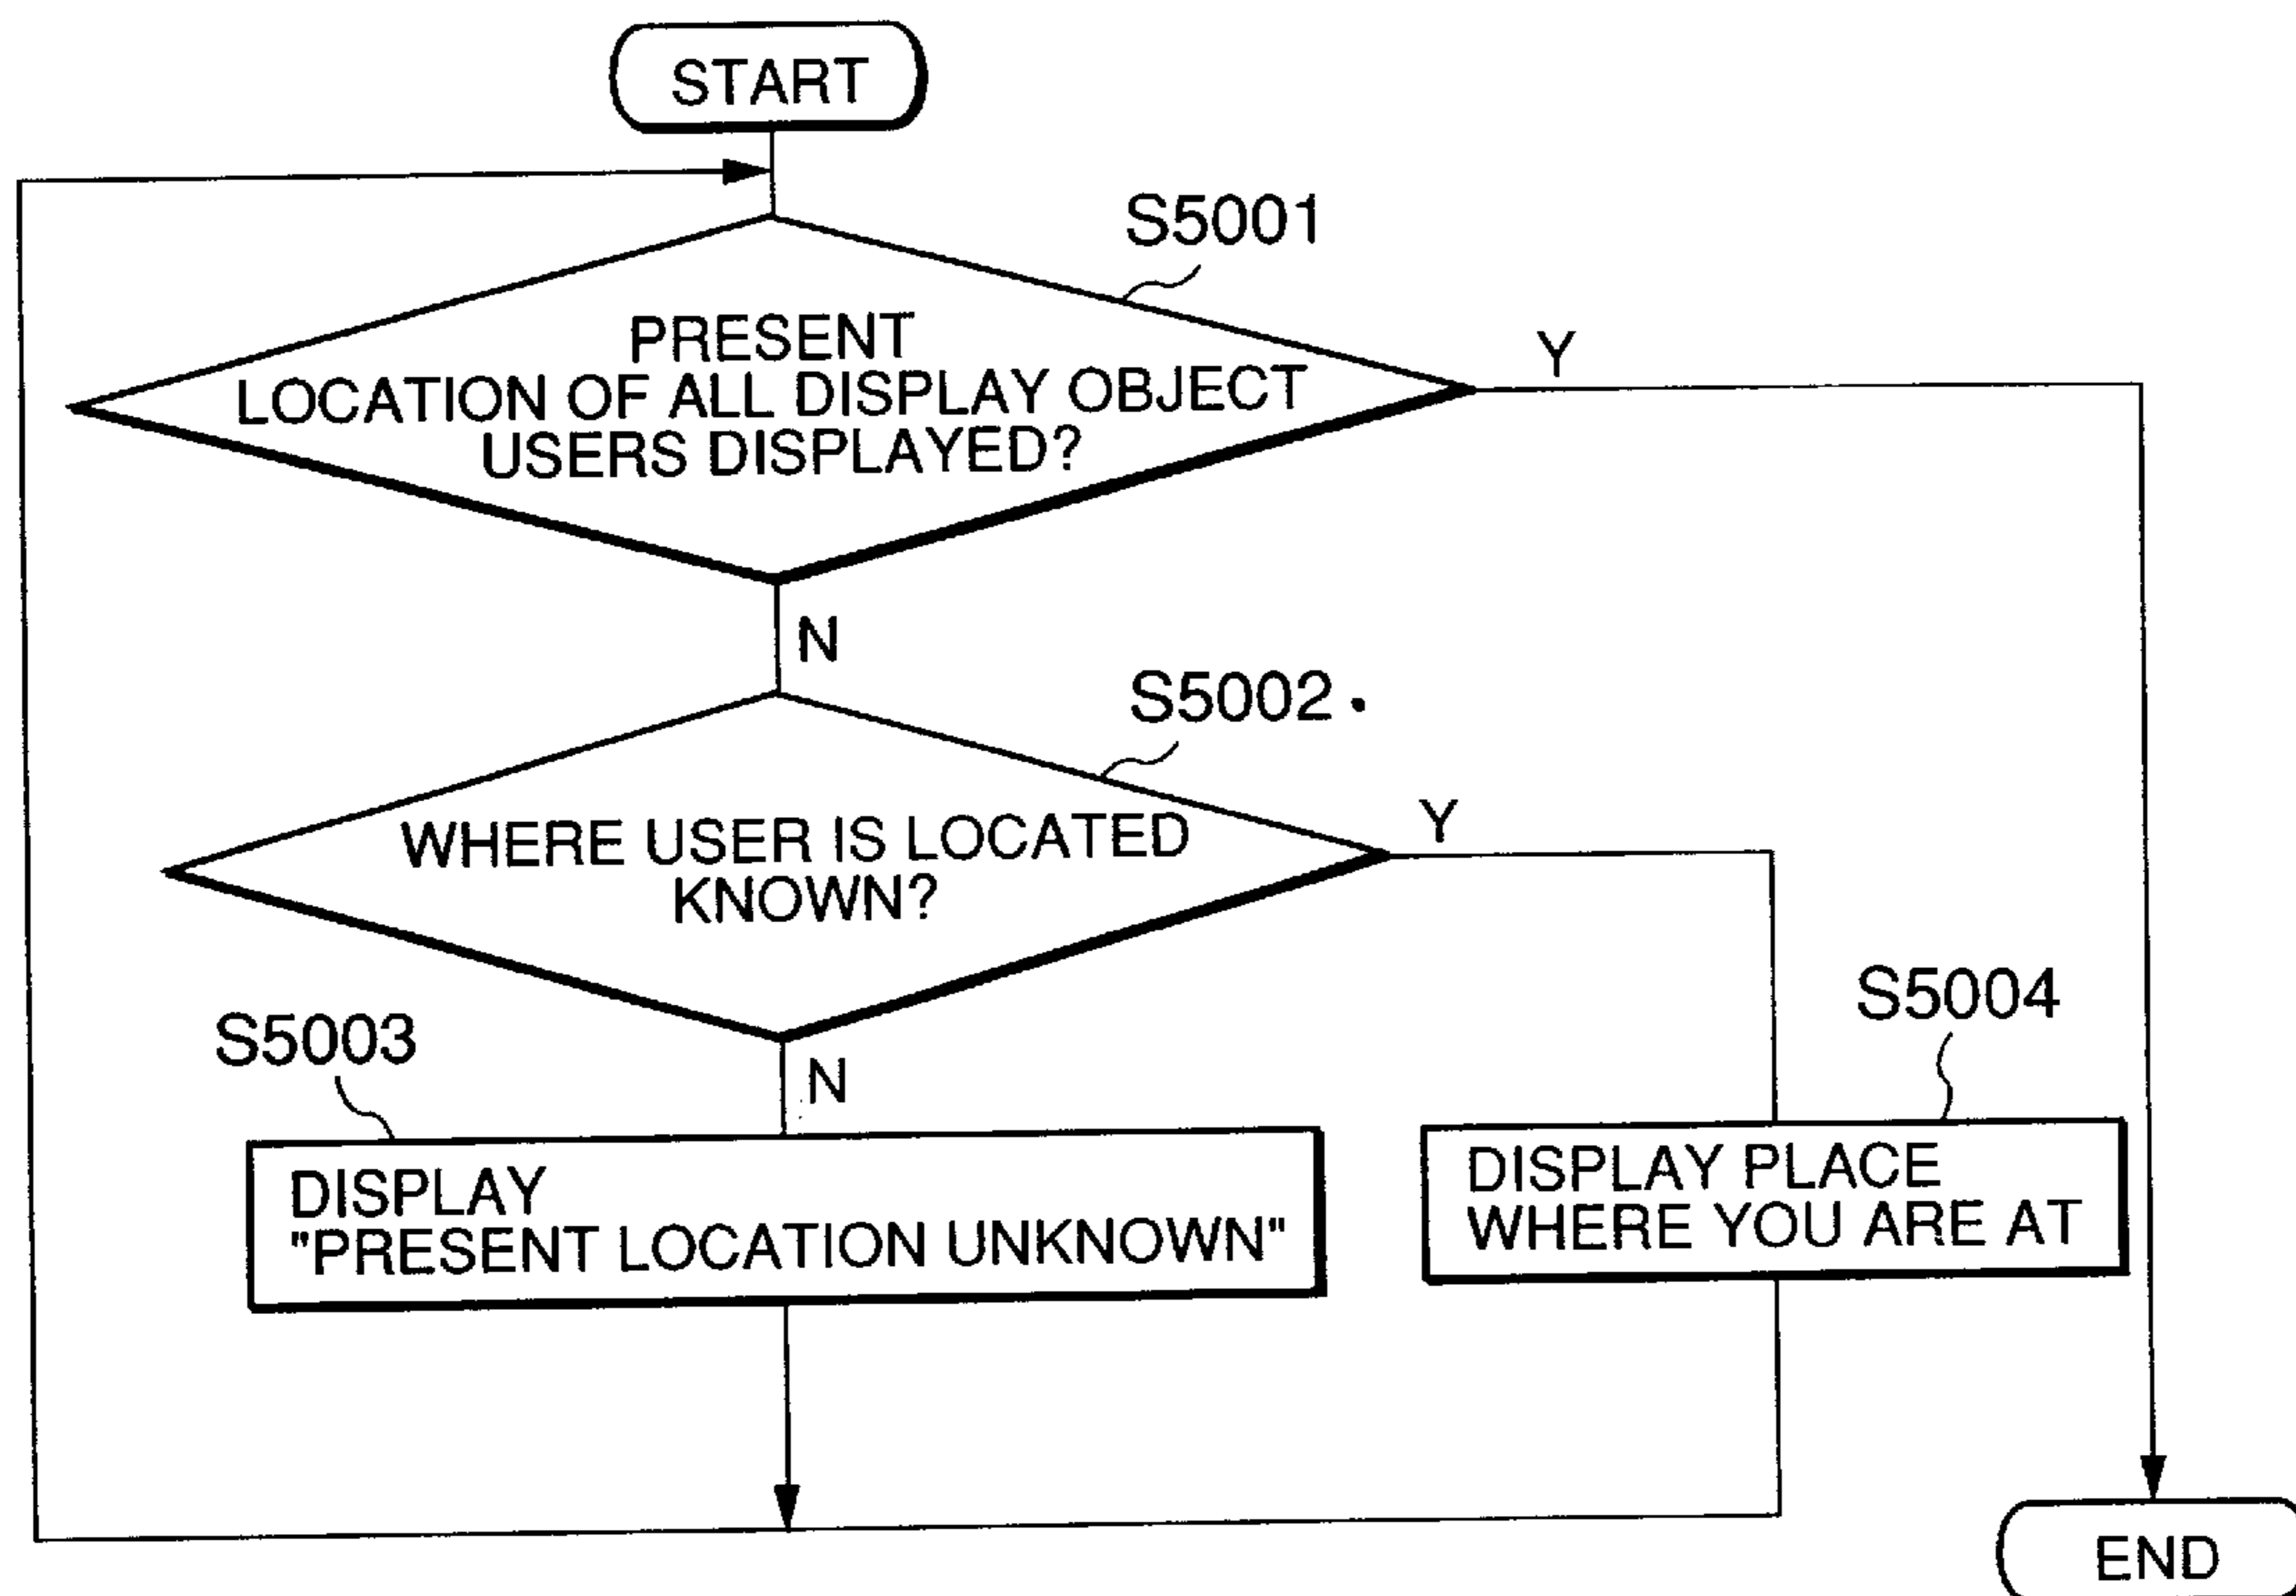 START
S5001
PRESENT
LOCATION OF ALL DISPLAY OBJECT
USERS DISPLAYED?
Y
N
S5002
WHERE USER IS LOCATED
KNOWN?
Y
N
S5003
DISPLAY
"PRESENT LOCATION UNKNOWN"
S5004
DISPLAY PLACE
WHERE YOU ARE AT
END